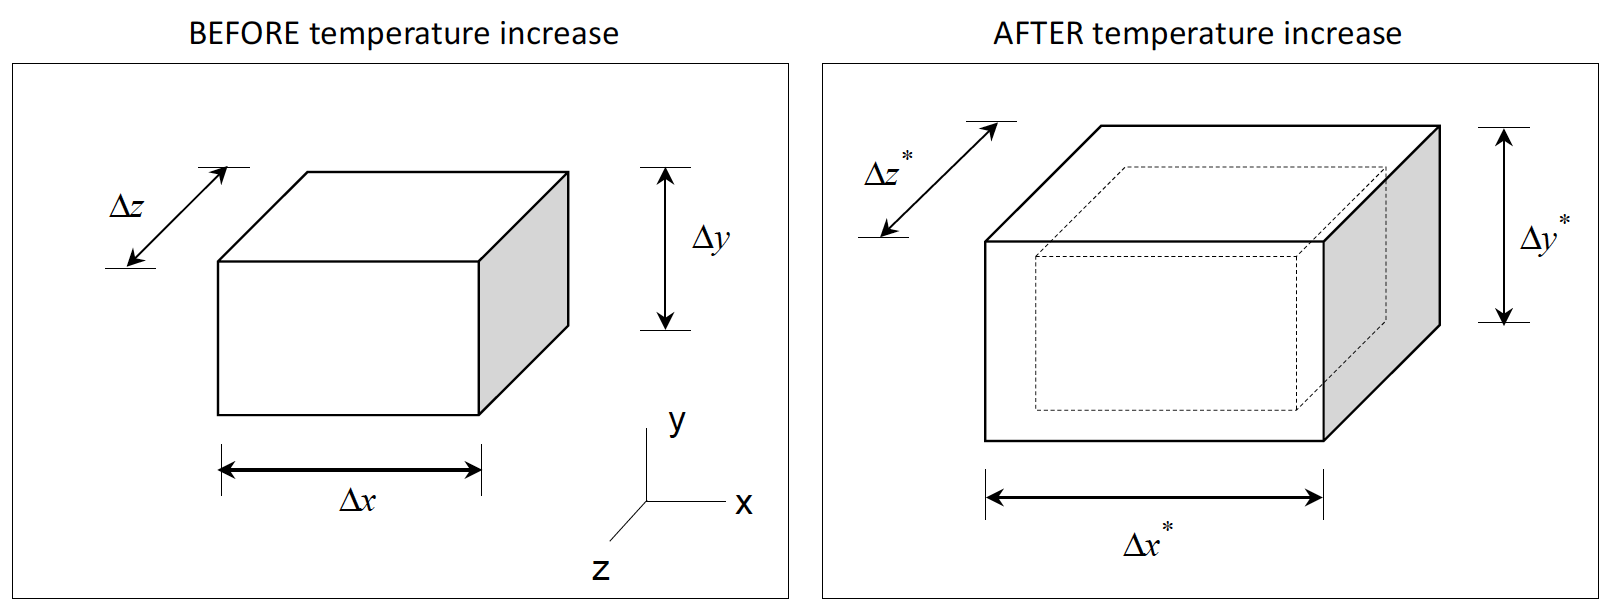 BEFORE temperature increase
Δz
Δy
Δx
y
x
z
AFTER temperature increase
Δz*
Δy*
Δx*